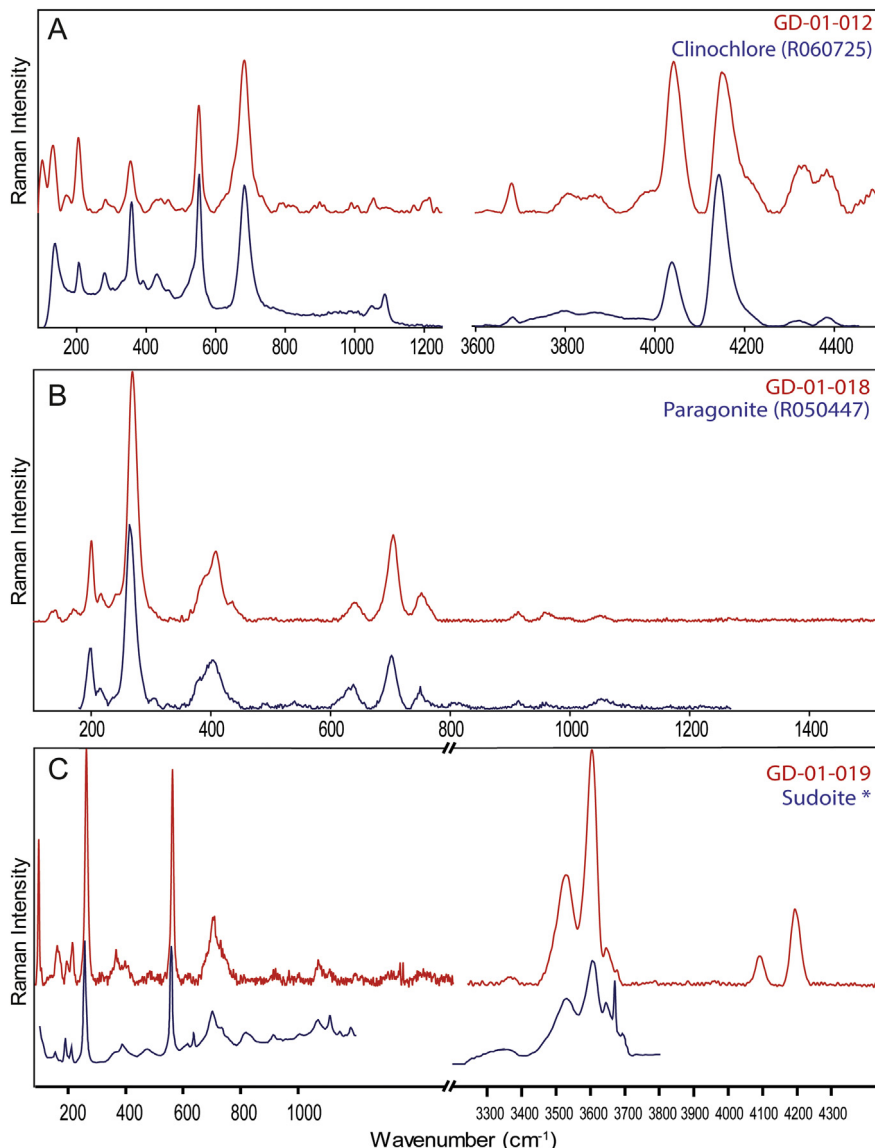 A
GD-01-012
Clinochlore (R060725)
Raman Intensity
200 400 600 800 1000 1200 3600 3800 4000 4200 4400
B
GD-01-018
Paragonite (R050447)
Raman Intensity
200 400 600 800 1000 1200 1400
C
GD-01-019
Sudoite *
Raman Intensity
200 400 600 800 1000 3300 3400 3500 3600 3700 3800 3900 4000 4100 4200 4300
Wavenumber (cm⁻¹)